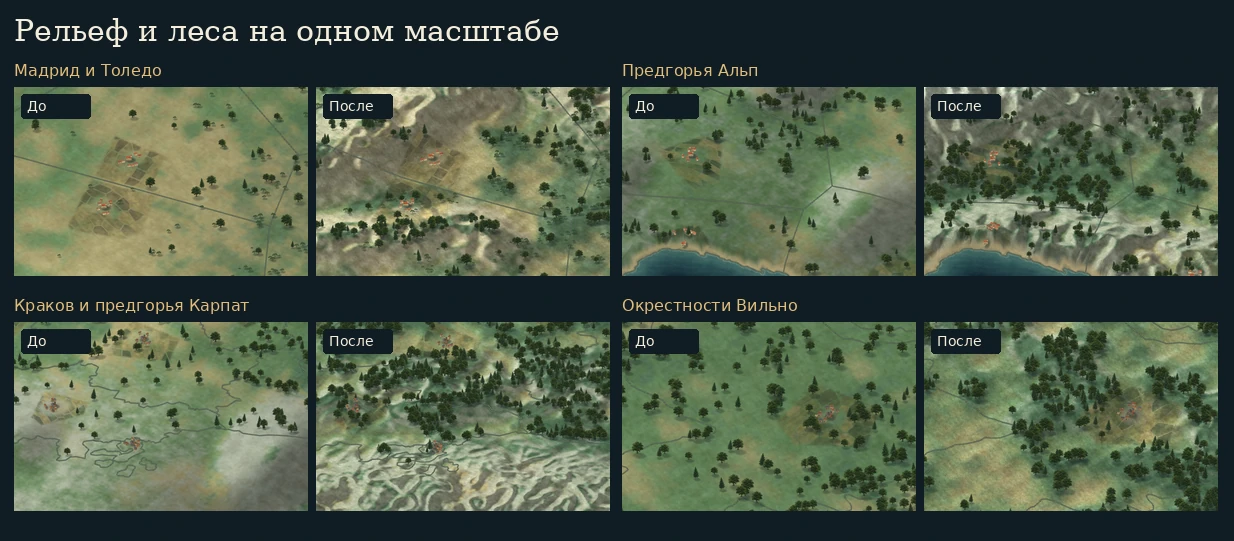 Рельеф и леса на одном масштабе
Мадрид и Толедо
До
После
Предгорья Альп
До
После
Краков и предгорья Карпат
До
После
Окрестности Вильно
До
После